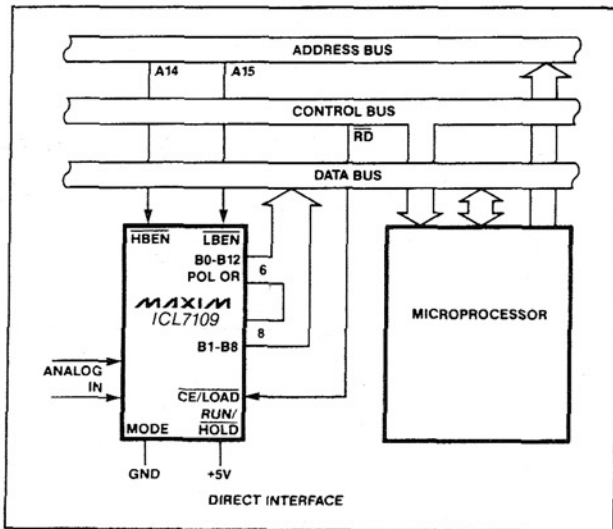 ADDRESS BUS
A14
A15
CONTROL BUS
RD
DATA BUS
HBEN
LBEN
B0-B12
POL OR
6
MAXIM
ICL7109
8
B1-B8
ANALOG
IN
CE/LOAD
RUN/
HOLD
MODE
GND
+5V
MICROPROCESSOR
DIRECT INTERFACE